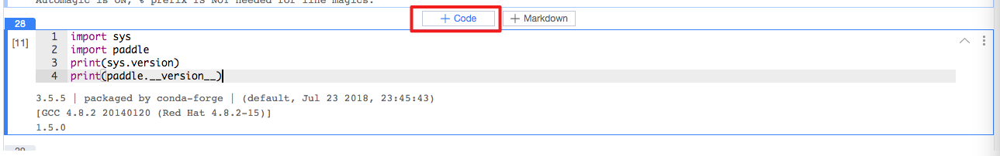 Automagic is ON, % prefix IS NOT needed for line magics.
+ Code + Markdown
28
[11] 1 import sys
2 import paddle
3 print(sys.version)
4 print(paddle.__version__)
3.5.5 | packaged by conda-forge | (default, Jul 23 2018, 23:45:43)
[GCC 4.8.2 20140120 (Red Hat 4.8.2-15)]
1.5.0
29